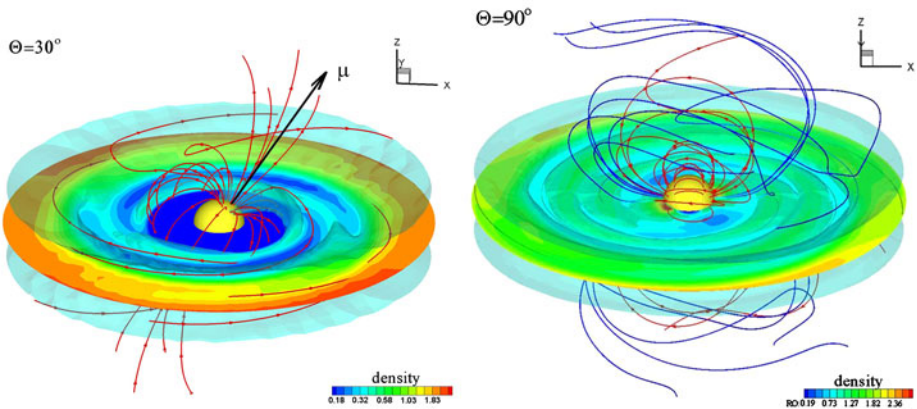 Θ=30°
μ
z
Y
x
density
0.18 0.32 0.58 1.03 1.83
Θ=90°
z
x
density
RO:0.19 0.73 1.27 1.82 2.36